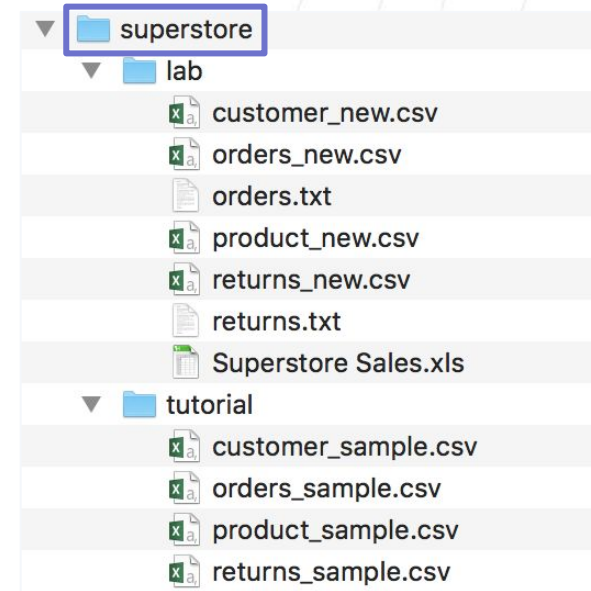 superstore
lab
customer_new.csv
orders_new.csv
orders.txt
product_new.csv
returns_new.csv
returns.txt
Superstore Sales.xls
tutorial
customer_sample.csv
orders_sample.csv
product_sample.csv
returns_sample.csv